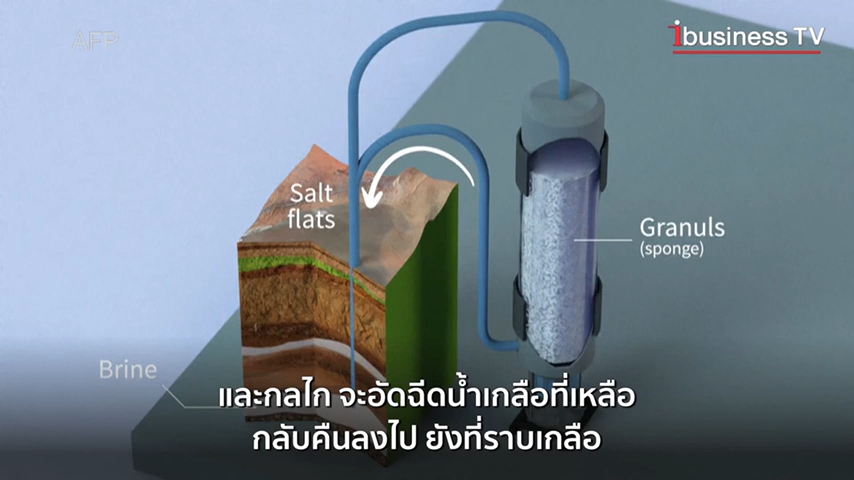 AFP
ibusiness TV
Salt
flats
Granuls
(sponge)
Brine
และกลไก จะอัดฉีดน้ำเกลือที่เหลือ
กลับคืนลงไป ยังที่ราบเกลือ